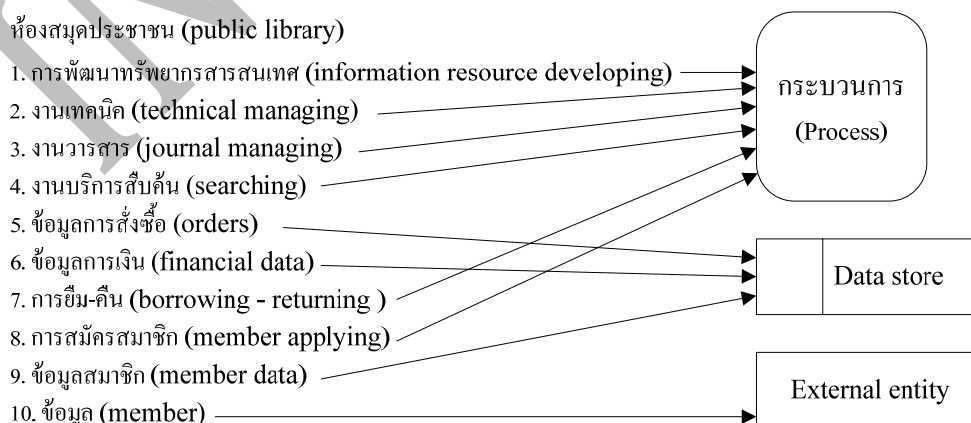 ห้องสมุดประชาชน (public library)
1. การพัฒนาทรัพยากรสารสนเทศ (information resource developing)
2. งานเทคนิค (technical managing)
3. งานวารสาร (journal managing)
4. งานบริการสืบค้น (searching)
5. ข้อมูลการสั่งซื้อ (orders)
6. ข้อมูลการเงิน (financial data)
7. การยืม-คืน (borrowing - returning )
8. การสมัครสมาชิก (member applying)
9. ข้อมูลสมาชิก (member data)
10. ข้อมูล (member)
กระบวนการ
(Process)
Data store
External entity